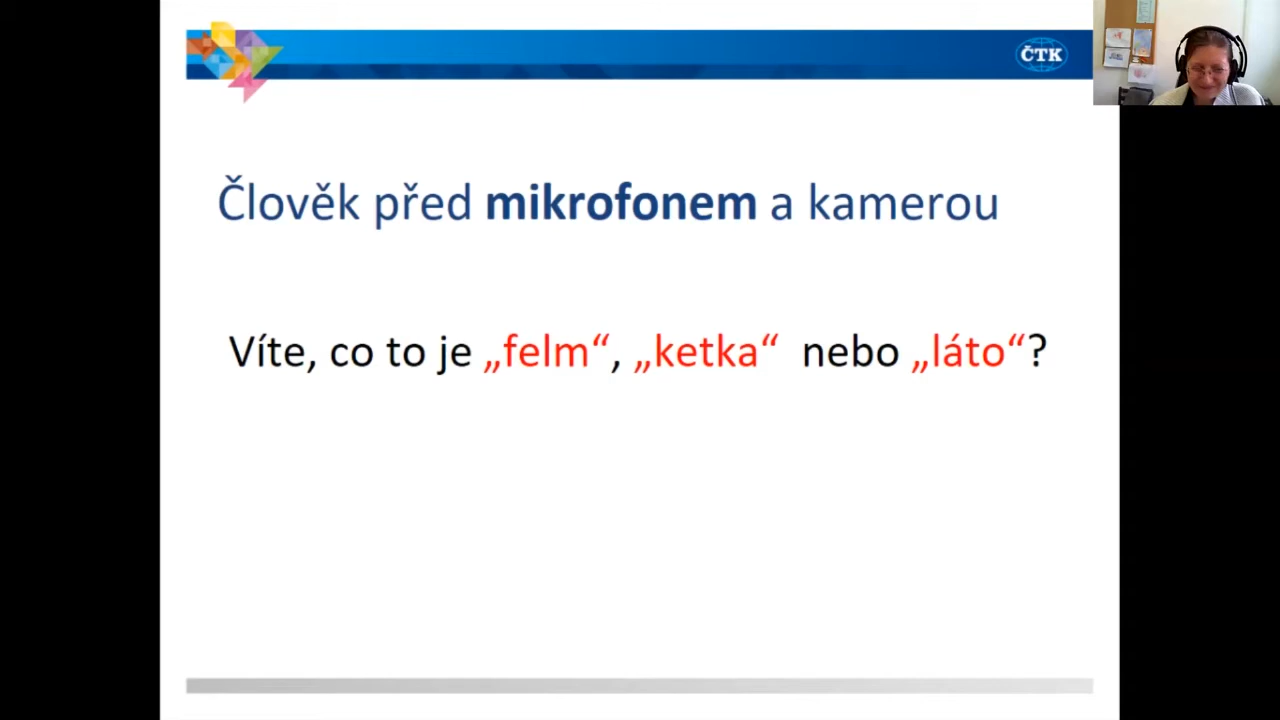 ČTK
Člověk před mikrofonem a kamerou
Víte, co to je „felm“, „ketka“ nebo „láto“?